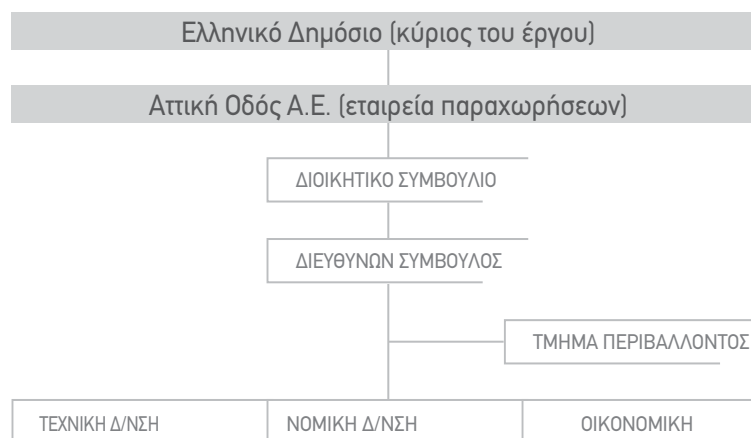 Ελληνικό Δημόσιο (κύριος του έργου)
Αττική Οδός Α.Ε. (εταιρεία παραχωρήσεων)
ΔΙΟΙΚΗΤΙΚΟ ΣΥΜΒΟΥΛΙΟ
ΔΙΕΥΘΥΝΩΝ ΣΥΜΒΟΥΛΟΣ
ΤΜΗΜΑ ΠΕΡΙΒΑΛΛΟΝΤΟΣ
ΤΕΧΝΙΚΗ Δ/ΝΣΗ
ΝΟΜΙΚΗ Δ/ΝΣΗ
ΟΙΚΟΝΟΜΙΚΗ